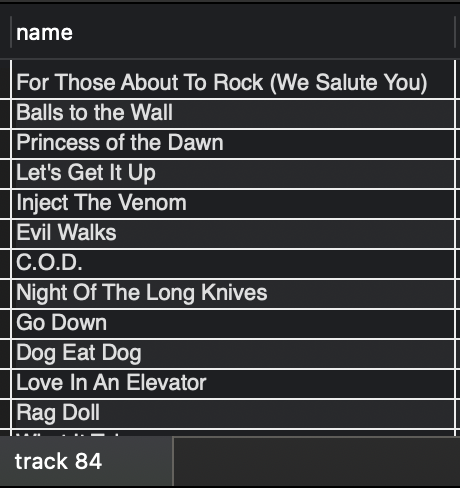 name
For Those About To Rock (We Salute You)
Balls to the Wall
Princess of the Dawn
Let's Get It Up
Inject The Venom
Evil Walks
C.O.D.
Night Of The Long Knives
Go Down
Dog Eat Dog
Love In An Elevator
Rag Doll
track 84